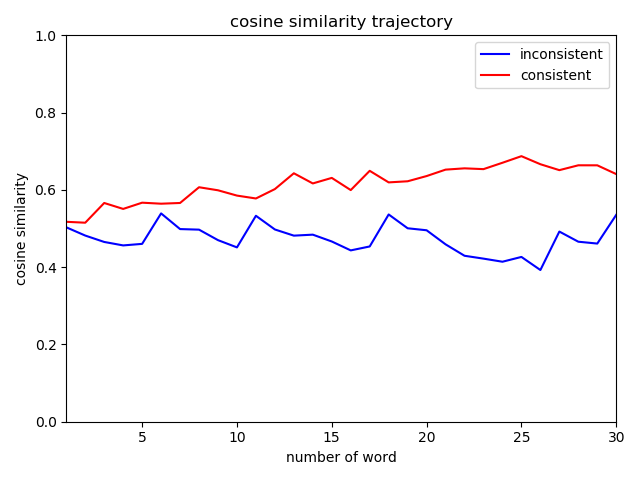 cosine similarity trajectory
inconsistent
consistent
1.0
0.8
0.6
0.4
0.2
0.0
cosine similarity
5
10
15
20
25
30
number of word